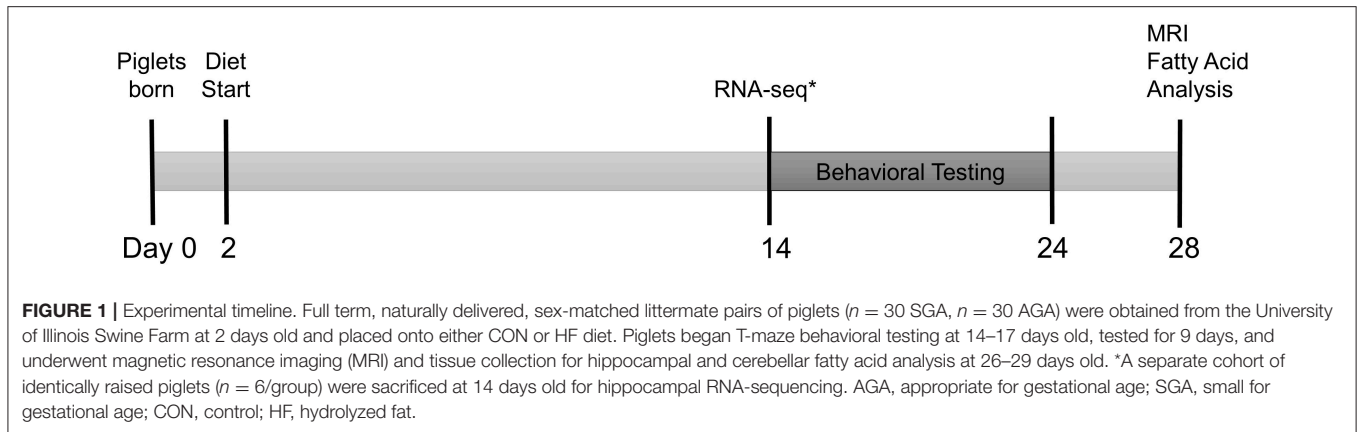 Piglets born
Diet Start
RNA-seq*
MRI
Fatty Acid
Analysis
Behavioral Testing
Day 0 2 14 24 28
FIGURE 1 | Experimental timeline. Full term, naturally delivered, sex-matched littermate pairs of piglets (n = 30 SGA, n = 30 AGA) were obtained from the University
of Illinois Swine Farm at 2 days old and placed onto either CON or HF diet. Piglets began T-maze behavioral testing at 14–17 days old, tested for 9 days, and
underwent magnetic resonance imaging (MRI) and tissue collection for hippocampal and cerebellar fatty acid analysis at 26–29 days old. *A separate cohort of
identically raised piglets (n = 6/group) were sacrificed at 14 days old for hippocampal RNA-sequencing. AGA, appropriate for gestational age; SGA, small for
gestational age; CON, control; HF, hydrolyzed fat.